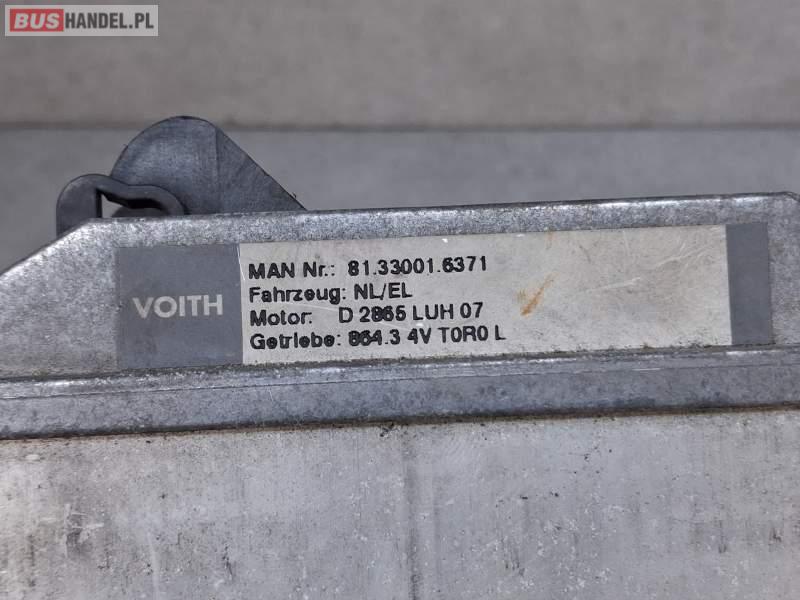 BUSHANDEL.PL
VOITH
MAN Nr.: 81.33001.6371
Fahrzeug: NL/EL
Motor: D 2865 LUH 07
Getriebe: 864.3 4V T0R0 L